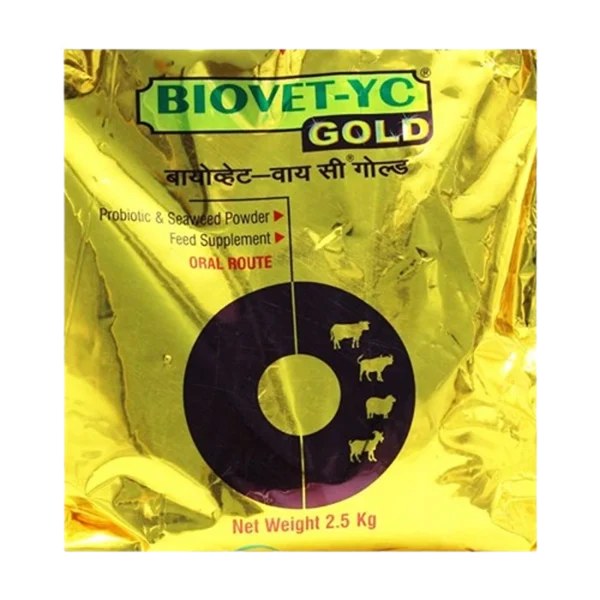 BIOVET-YC®
GOLD
बायोव्हेट–वाय सी® गोल्ड
Probiotic & Seaweed Powder ▶
Feed Supplement ▶
ORAL ROUTE
Net Weight 2.5 Kg